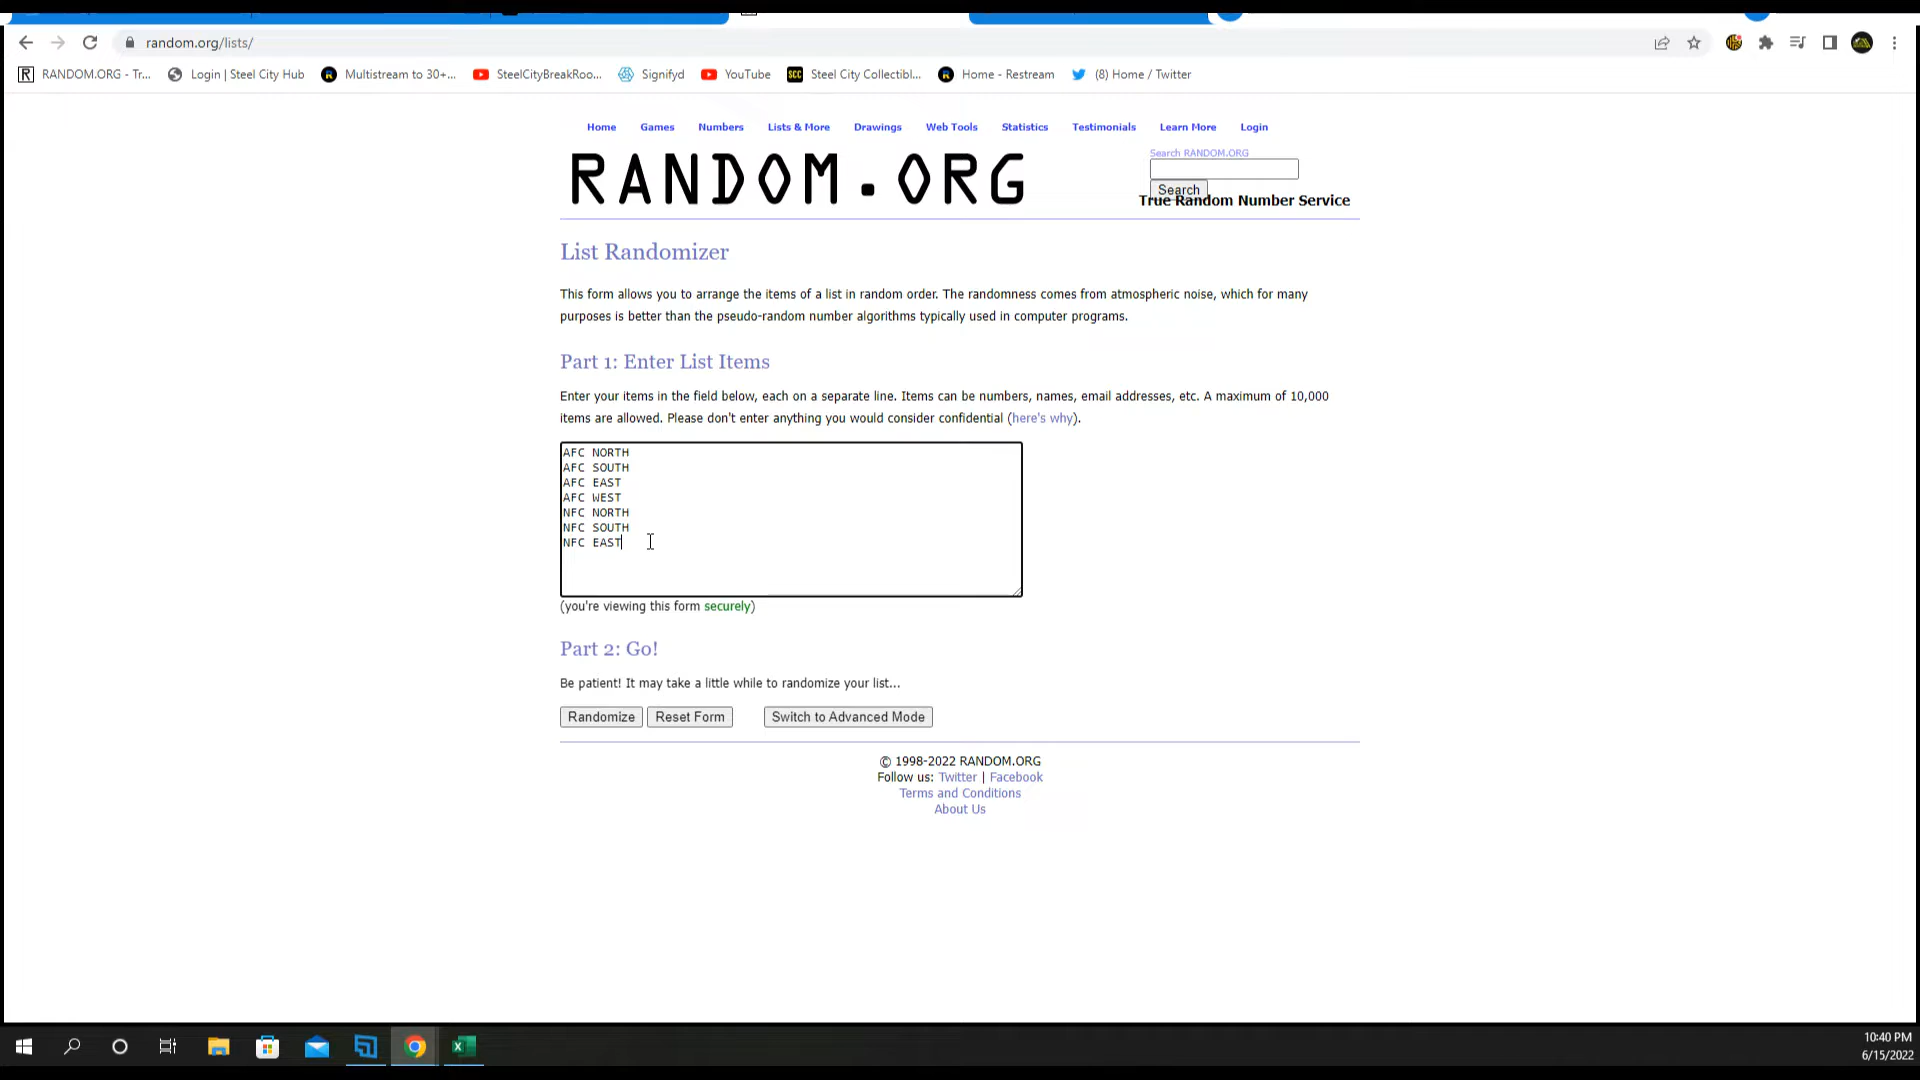 random.org/lists/
RANDOM.ORG - Tr...
Login | Steel City Hub
Multistream to 30+...
SteelCityBreakRoo...
Signifyd
YouTube
SCC
Steel City Collectibl...
Home - Restream
(8) Home / Twitter
Home Games Numbers Lists & More Drawings Web Tools Statistics Testimonials Learn More Login
RANDOM.ORG
Search RANDOM.ORG
Search
True Random Number Service
List Randomizer
This form allows you to arrange the items of a list in random order. The randomness comes from atmospheric noise, which for many
purposes is better than the pseudo-random number algorithms typically used in computer programs.
Part 1: Enter List Items
Enter your items in the field below, each on a separate line. Items can be numbers, names, email addresses, etc. A maximum of 10,000
items are allowed. Please don't enter anything you would consider confidential (here's why).
AFC NORTH
AFC SOUTH
AFC EAST
AFC WEST
NFC NORTH
NFC SOUTH
NFC EAST
(you're viewing this form securely)
Part 2: Go!
Be patient! It may take a little while to randomize your list...
Randomize Reset Form Switch to Advanced Mode
© 1998-2022 RANDOM.ORG
Follow us: Twitter | Facebook
Terms and Conditions
About Us
10:40 PM
6/15/2022